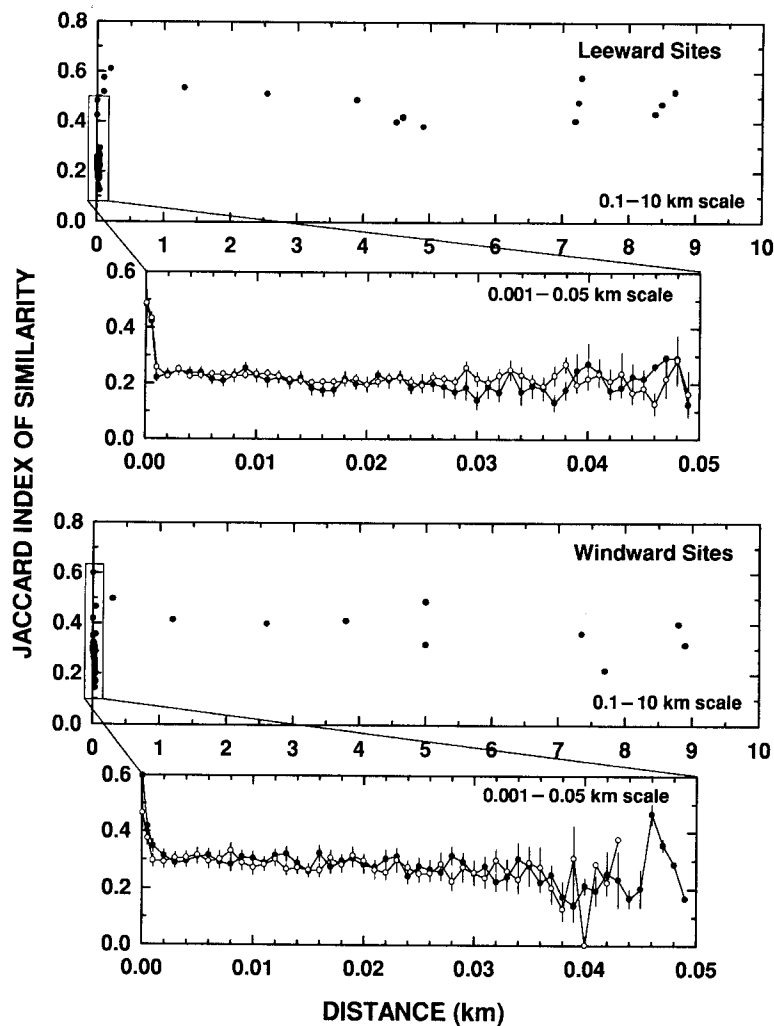 JACCARD INDEX OF SIMILARITY
0.8
0.6
0.4
0.2
0.0
Leeward Sites
0.1–10 km scale
0 1 2 3 4 5 6 7 8 9 10
0.6
0.4
0.2
0.0
0.001–0.05 km scale
0.00 0.01 0.02 0.03 0.04 0.05
0.8
0.6
0.4
0.2
0.0
Windward Sites
0.1–10 km scale
0 1 2 3 4 5 6 7 8 9 10
0.6
0.4
0.2
0.0
0.001–0.05 km scale
0.00 0.01 0.02 0.03 0.04 0.05
DISTANCE (km)